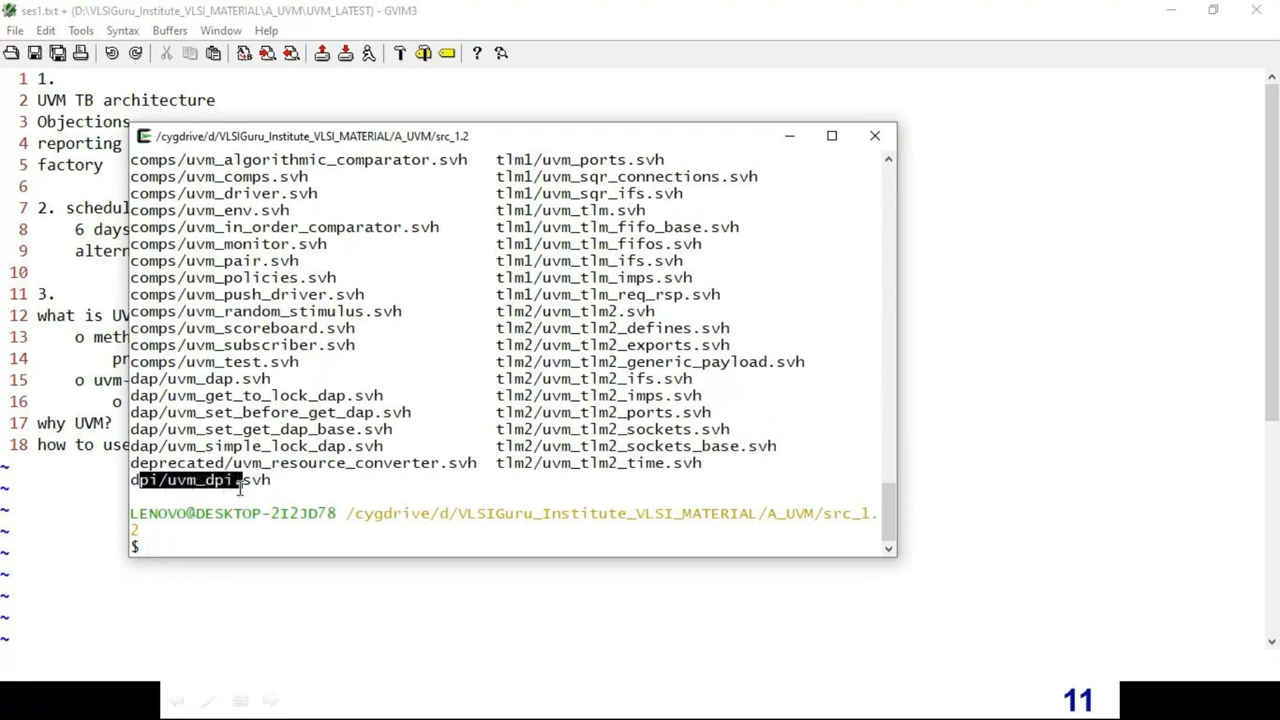 ses1.txt + (D:\VLSIGuru_Institute_VLSI_MATERIAL\A_UVM\UVM_LATEST) - GVIM3
File Edit Tools Syntax Buffers Window Help
1 1.
2 UVM TB architecture
3 Objections
4 reporting
5 factory
6
7 2. schedul
8 6 days
9 altern
10
11 3.
12 what is UV
13 o meth
14 pr
15 o uvm-
16 o
17 why UVM?
18 how to use
~
~
~
~
~
~
~
~
~
/cygdrive/d/VLSIGuru_Institute_VLSI_MATERIAL/A_UVM/src_1.2
comps/uvm_algorithmic_comparator.svh tlm1/uvm_ports.svh
comps/uvm_comps.svh tlm1/uvm_sqr_connections.svh
comps/uvm_driver.svh tlm1/uvm_sqr_ifs.svh
comps/uvm_env.svh tlm1/uvm_tlm.svh
comps/uvm_in_order_comparator.svh tlm1/uvm_tlm_fifo_base.svh
comps/uvm_monitor.svh tlm1/uvm_tlm_fifos.svh
comps/uvm_pair.svh tlm1/uvm_tlm_ifs.svh
comps/uvm_policies.svh tlm1/uvm_tlm_imps.svh
comps/uvm_push_driver.svh tlm1/uvm_tlm_req_rsp.svh
comps/uvm_random_stimulus.svh tlm2/uvm_tlm2.svh
comps/uvm_scoreboard.svh tlm2/uvm_tlm2_defines.svh
comps/uvm_subscriber.svh tlm2/uvm_tlm2_exports.svh
comps/uvm_test.svh tlm2/uvm_tlm2_generic_payload.svh
dap/uvm_dap.svh tlm2/uvm_tlm2_ifs.svh
dap/uvm_get_to_lock_dap.svh tlm2/uvm_tlm2_imps.svh
dap/uvm_set_before_get_dap.svh tlm2/uvm_tlm2_ports.svh
dap/uvm_set_get_dap_base.svh tlm2/uvm_tlm2_sockets.svh
dap/uvm_simple_lock_dap.svh tlm2/uvm_tlm2_sockets_base.svh
deprecated/uvm_resource_converter.svh tlm2/uvm_tlm2_time.svh
dpi/uvm_dpi.svh
LENOVO@DESKTOP-2I2JD78 /cygdrive/d/VLSIGuru_Institute_VLSI_MATERIAL/A_UVM/src_1.
2
$
11